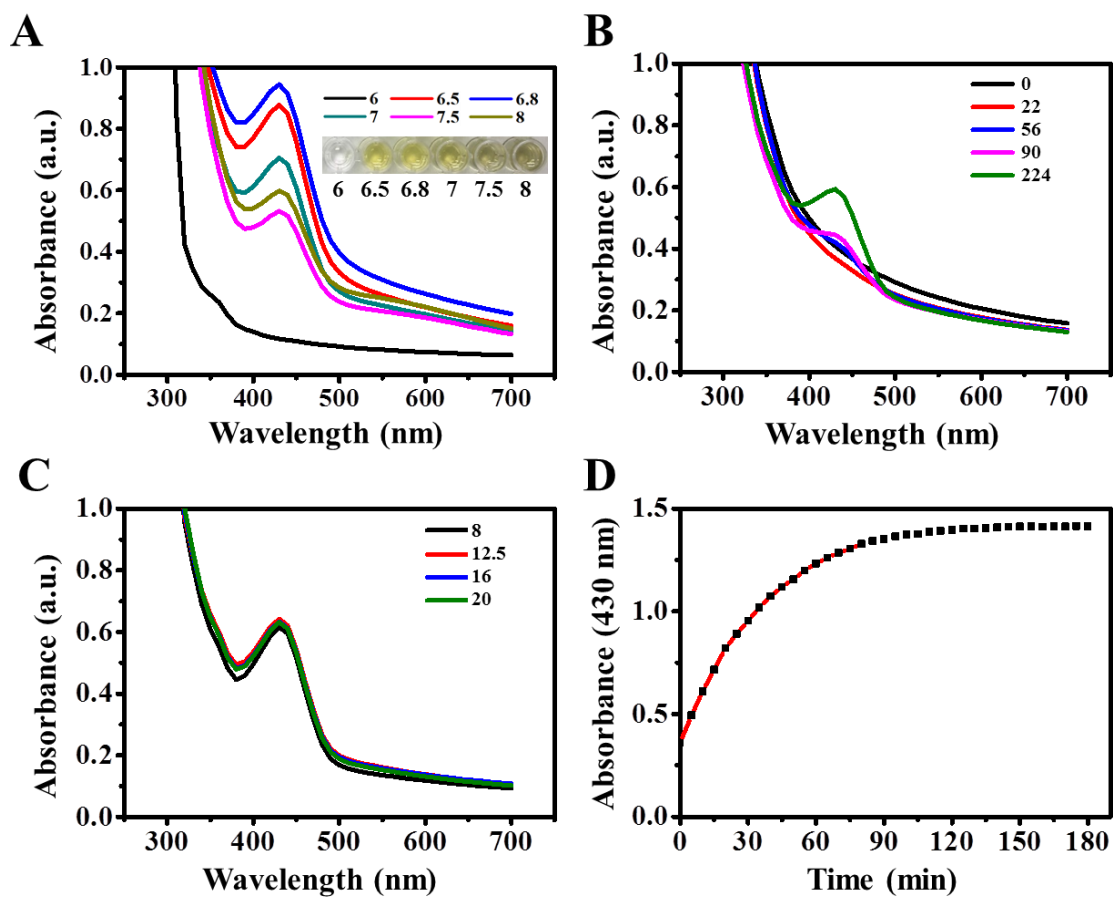 A
1.0
0.8
0.6
0.4
0.2
0.0
Absorbance (a.u.)
6 6.5 6.8
7 7.5 8
6 6.5 6.8 7 7.5 8
300 400 500 600 700
Wavelength (nm)
B
1.0
0.8
0.6
0.4
0.2
0.0
Absorbance (a.u.)
0
22
56
90
224
300 400 500 600 700
Wavelength (nm)
C
1.0
0.8
0.6
0.4
0.2
0.0
Absorbance (a.u.)
8
12.5
16
20
300 400 500 600 700
Wavelength (nm)
D
1.5
1.0
0.5
0.0
Absorbance (430 nm)
0 30 60 90 120 150 180
Time (min)